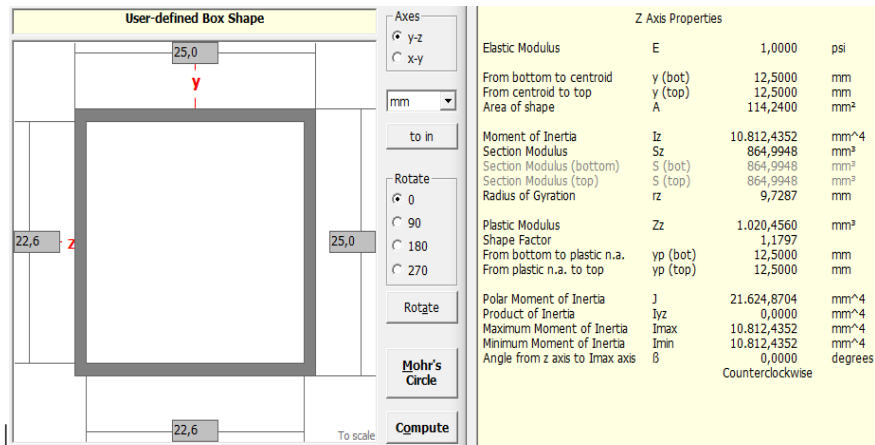 User-defined Box Shape
25,0
y
22,6
z
25,0
22,6
To scale
Axes
y-z
x-y
mm
to in
Rotate
0
90
180
270
Rotate
Mohr's
Circle
Compute
Z Axis Properties
Elastic Modulus E 1,0000 psi
From bottom to centroid y (bot) 12,5000 mm
From centroid to top y (top) 12,5000 mm
Area of shape A 114,2400 mm²
Moment of Inertia Iz 10.812,4352 mm^4
Section Modulus Sz 864,9948 mm³
Section Modulus (bottom) S (bot) 864,9948 mm³
Section Modulus (top) S (top) 864,9948 mm³
Radius of Gyration rz 9,7287 mm
Plastic Modulus Zz 1.020,4560 mm³
Shape Factor 1,1797
From bottom to plastic n.a. yp (bot) 12,5000 mm
From plastic n.a. to top yp (top) 12,5000 mm
Polar Moment of Inertia J 21.624,8704 mm^4
Product of Inertia Iyz 0,0000 mm^4
Maximum Moment of Inertia Imax 10.812,4352 mm^4
Minimum Moment of Inertia Imin 10.812,4352 mm^4
Angle from z axis to Imax axis ß 0,0000 degrees
Counterclockwise